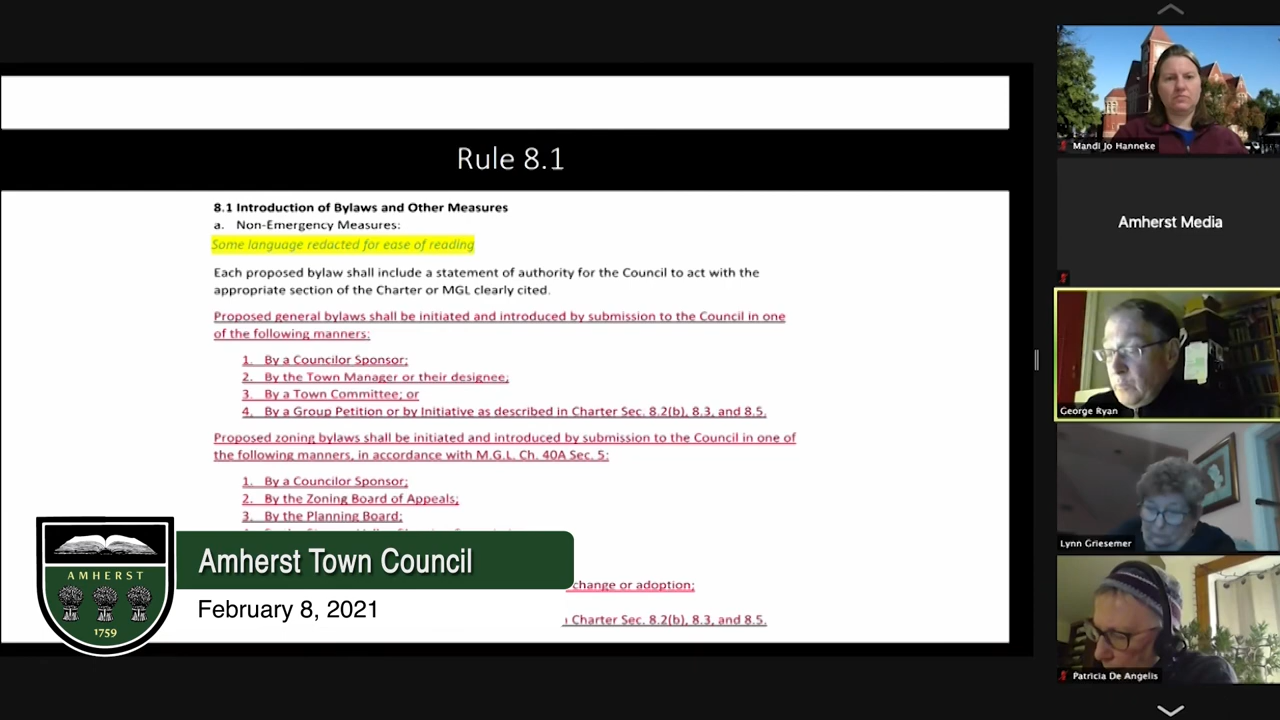 Rule 8.1
8.1 Introduction of Bylaws and Other Measures
a. Non-Emergency Measures:
Some language redacted for ease of reading
Each proposed bylaw shall include a statement of authority for the Council to act with the
appropriate section of the Charter or MGL clearly cited.
Proposed general bylaws shall be initiated and introduced by submission to the Council in one
of the following manners:
1. By a Councilor Sponsor;
2. By the Town Manager or their designee;
3. By a Town Committee; or
4. By a Group Petition or by Initiative as described in Charter Sec. 8.2(b), 8.3, and 8.5.
Proposed zoning bylaws shall be initiated and introduced by submission to the Council in one of
the following manners, in accordance with M.G.L. Ch. 40A Sec. 5:
1. By a Councilor Sponsor;
2. By the Zoning Board of Appeals;
3. By the Planning Board;
change or adoption;
Charter Sec. 8.2(b), 8.3, and 8.5.
AMHERST
1759
Amherst Town Council
February 8, 2021
Mandi Jo Hanneke
Amherst Media
George Ryan
Lynn Griesemer
Patricia De Angelis